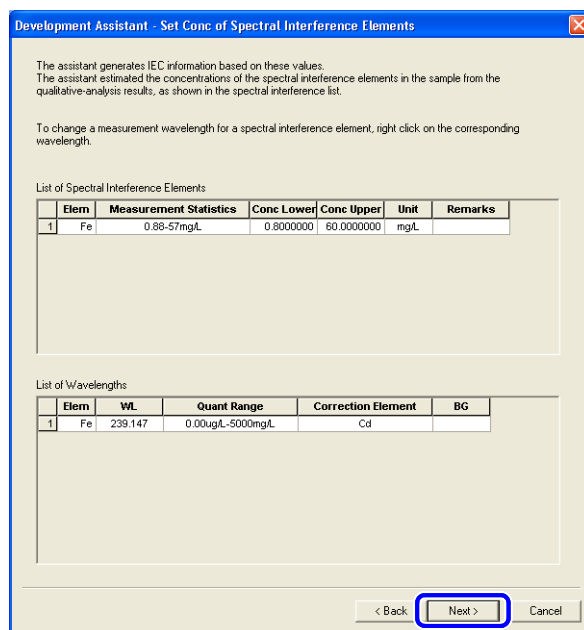 Development Assistant - Set Conc of Spectral Interference Elements
The assistant generates IEC information based on these values.
The assistant estimated the concentrations of the spectral interference elements in the sample from the
qualitative-analysis results, as shown in the spectral interference list.
To change a measurement wavelength for a spectral interference element, right click on the corresponding
wavelength.
List of Spectral Interference Elements
Elem Measurement Statistics Conc Lower Conc Upper Unit Remarks
1 Fe 0.88-57mg/L 0.8000000 60.0000000 mg/L
List of Wavelengths
Elem WL Quant Range Correction Element BG
1 Fe 239.147 0.00ug/L-5000mg/L Cd
< Back Next > Cancel